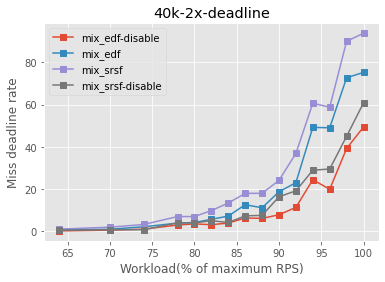 40k-2x-deadline
mix_edf-disable
mix_edf
mix_srsf
mix_srsf-disable
Miss deadline rate
80
60
40
20
0
65
70
75
80
85
90
95
100
Workload(% of maximum RPS)